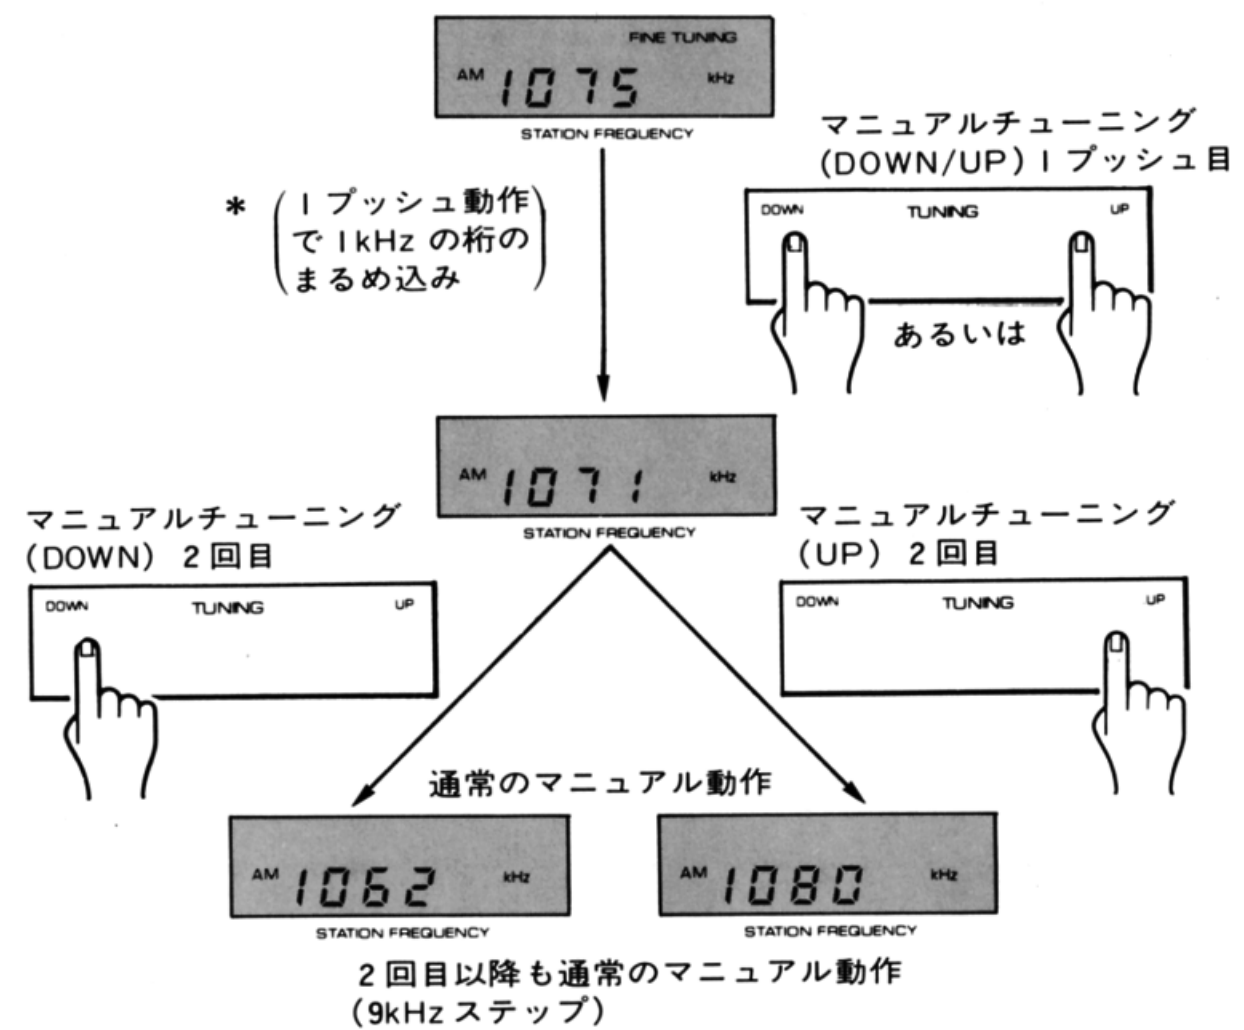 FINE TUNING
AM 1075 kHz
STATION FREQUENCY
マニュアルチューニング
(DOWN/UP) 1プッシュ目
DOWN TUNING UP
あるいは
* (1プッシュ動作
で1kHzの桁の
まるめ込み)
AM 1071 kHz
STATION FREQUENCY
マニュアルチューニング
(DOWN) 2回目
DOWN TUNING UP
マニュアルチューニング
(UP) 2回目
DOWN TUNING UP
通常のマニュアル動作
AM 1062 kHz
STATION FREQUENCY
AM 1080 kHz
STATION FREQUENCY
2回目以降も通常のマニュアル動作
(9kHzステップ)